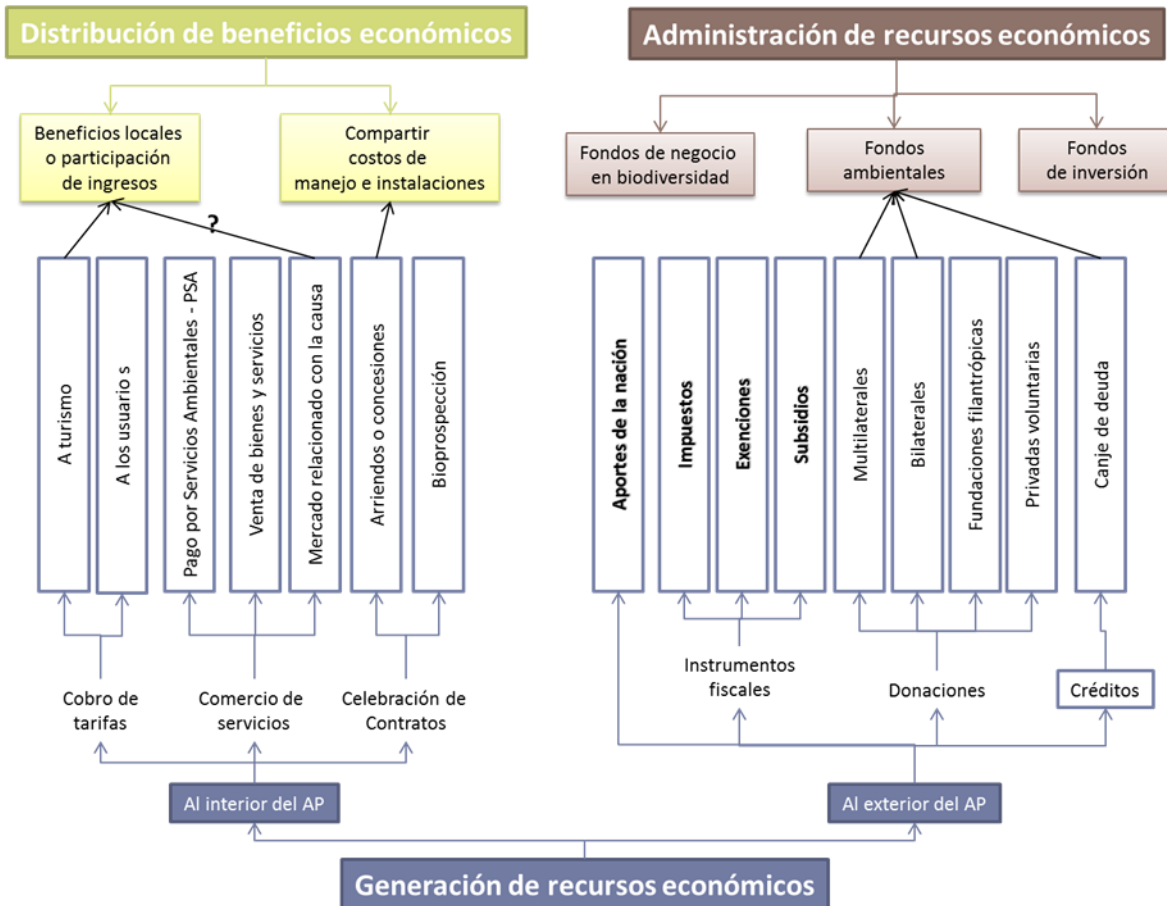 Distribución de beneficios económicos
Administración de recursos económicos
Beneficios locales
o participación
de ingresos
Compartir
costos de
manejo e instalaciones
Fondos de negocio
en biodiversidad
Fondos
ambientales
Fondos
de inversión
?
A turismo
A los usuario s
Pago por Servicios Ambientales - PSA
Venta de bienes y servicios
Mercado relacionado con la causa
Arriendos o concesiones
Bioprospección
Aportes de la nación
Impuestos
Exenciones
Subsidios
Multilaterales
Bilaterales
Fundaciones filantrópicas
Privadas voluntarias
Canje de deuda
Cobro de
tarifas
Comercio de
servicios
Celebración de
Contratos
Instrumentos
fiscales
Donaciones
Créditos
Al interior del AP
Al exterior del AP
Generación de recursos económicos